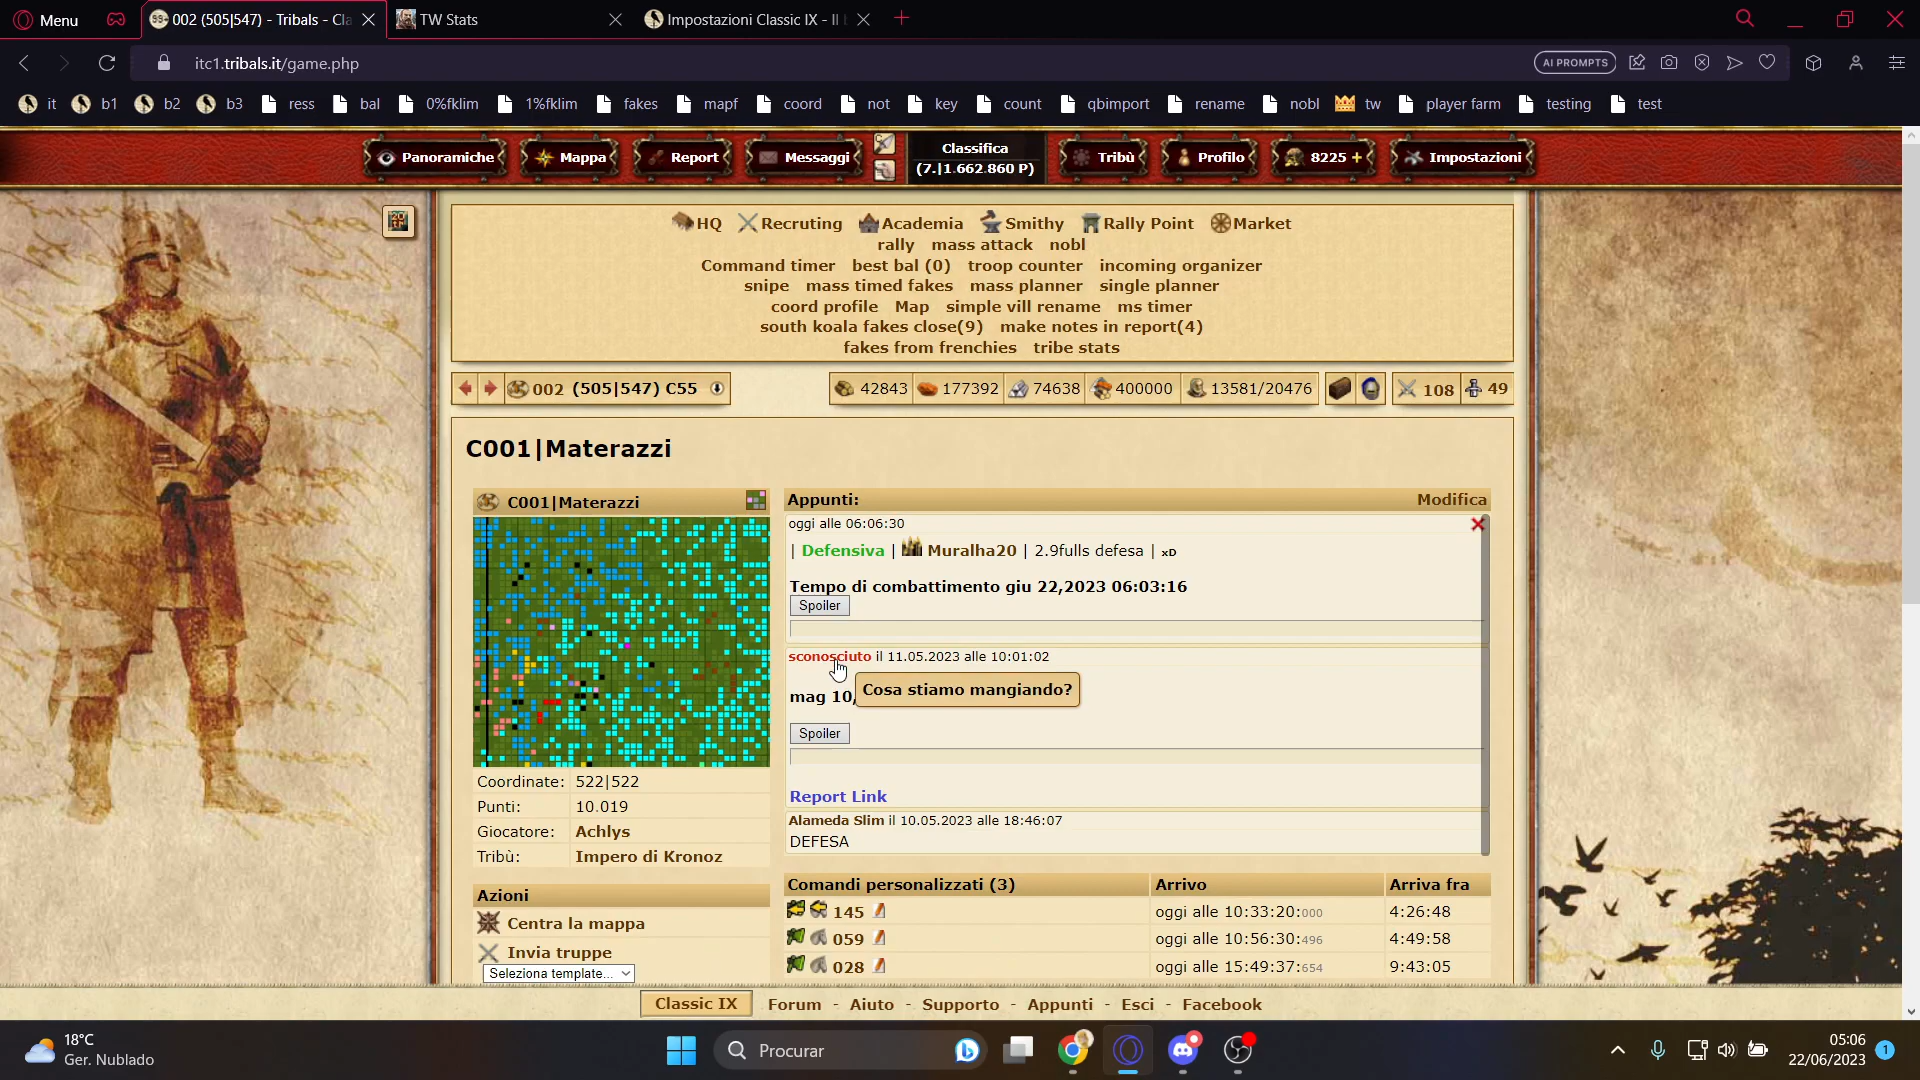 Menu
002 (505|547) - Tribals - Cla
TW Stats
Impostazioni Classic IX - Il b
itc1.tribals.it/game.php
AI PROMPTS
it b1 b2 b3 ress bal 0%fklim 1%fklim fakes mapf coord not key count qbimport rename nobl tw player farm testing test
Panoramiche Mappa Report Messaggi Classifica Tribù Profilo 8225 + Impostazioni
(7.|1.662.860 P)
HQ Recruting Academia Smithy Rally Point Market
rally mass attack nobl
Command timer best bal (0) troop counter incoming organizer
snipe mass timed fakes mass planner single planner
coord profile Map simple vill rename ms timer
south koala fakes close(9) make notes in report(4)
fakes from frenchies tribe stats
002 (505|547) C55 42843 177392 74638 400000 13581/20476 108 49
C001|Materazzi
C001|Materazzi
Coordinate: 522|522
Punti: 10.019
Giocatore: Achlys
Tribù: Impero di Kronoz
Azioni
Centra la mappa
Invia truppe
Seleziona template...
Appunti: Modifica
oggi alle 06:06:30
| Defensiva | Muralha20 | 2.9fulls defesa | xD
Tempo di combattimento giu 22,2023 06:03:16
Spoiler
sconosciuto il 11.05.2023 alle 10:01:02
Cosa stiamo mangiando?
mag 10,
Spoiler
Report Link
Alameda Slim il 10.05.2023 alle 18:46:07
DEFESA
Comandi personalizzati (3) Arrivo Arriva fra
145 oggi alle 10:33:20:000 4:26:48
059 oggi alle 10:56:30:496 4:49:58
028 oggi alle 15:49:37:654 9:43:05
Classic IX Forum - Aiuto - Supporto - Appunti - Esci - Facebook
18°C
Ger. Nublado
Procurar
05:06
22/06/2023
1